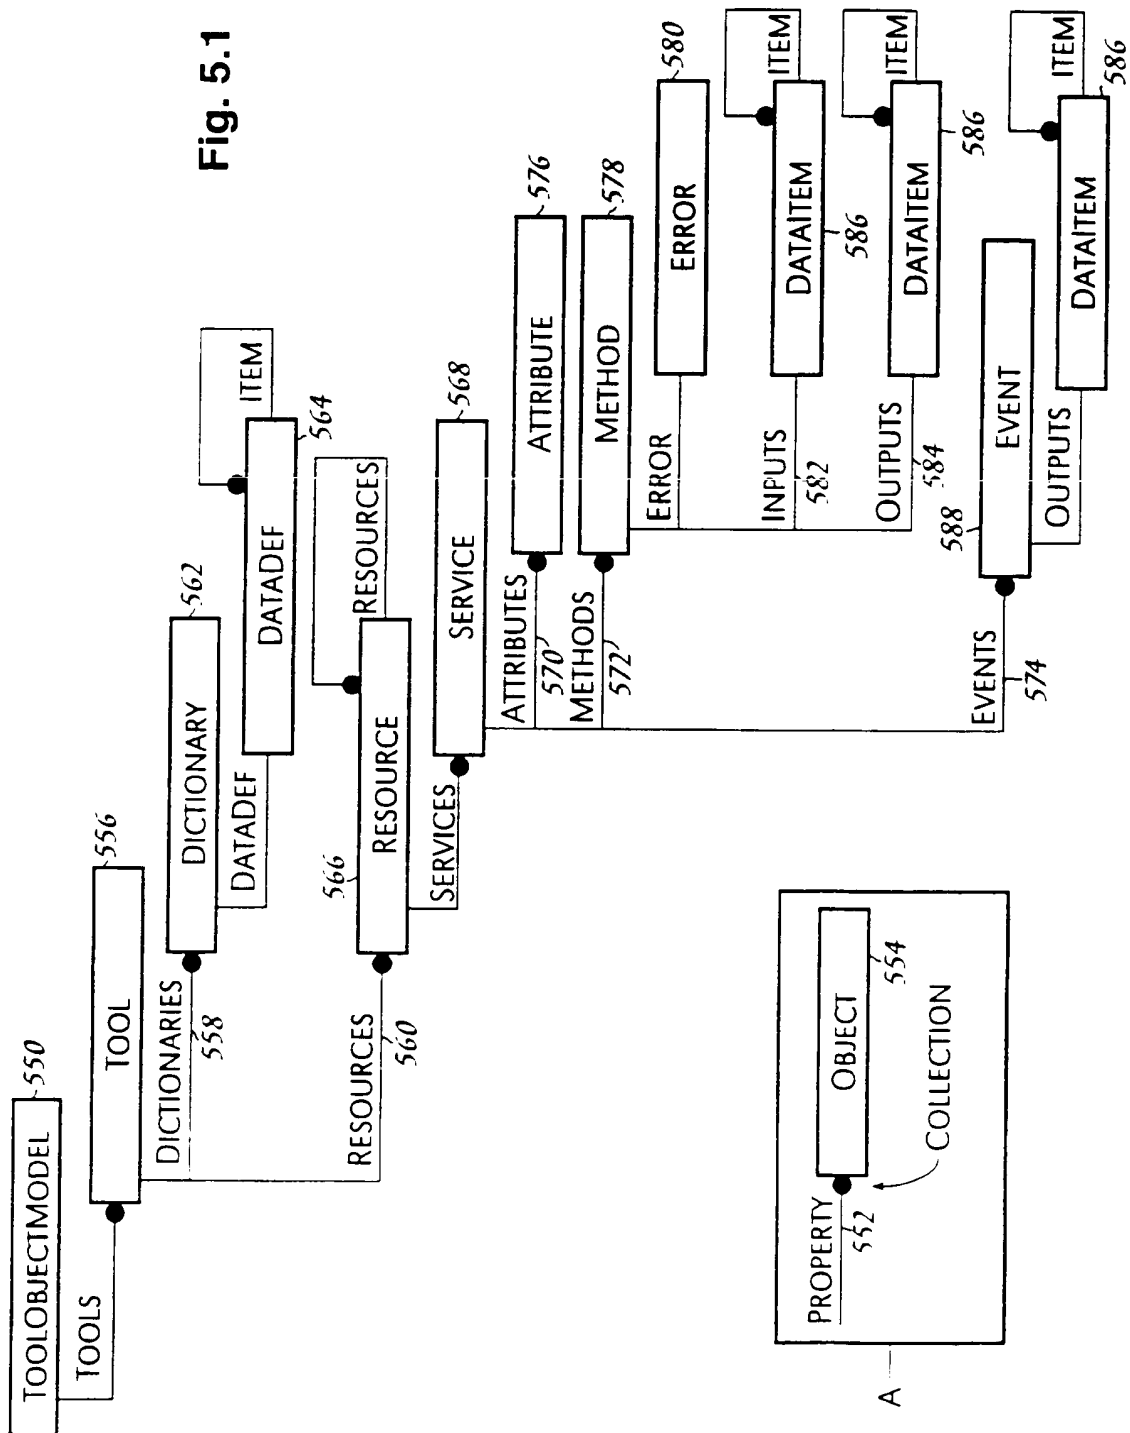 Fig. 5.1
TOOLOBJECTMODEL
550
TOOLS
TOOL
556
DICTIONARIES
558
DICTIONARY
562
DATADEF
DATADEF
564
ITEM
RESOURCES
560
RESOURCE
566
RESOURCES
SERVICES
SERVICE
568
ATTRIBUTES
570
ATTRIBUTE
576
METHODS
572
METHOD
578
ERROR
ERROR
580
INPUTS
582
DATAITEM
586
ITEM
OUTPUTS
584
DATAITEM
586
ITEM
EVENTS
574
EVENT
588
OUTPUTS
DATAITEM
586
ITEM
A
PROPERTY
552
OBJECT
554
COLLECTION